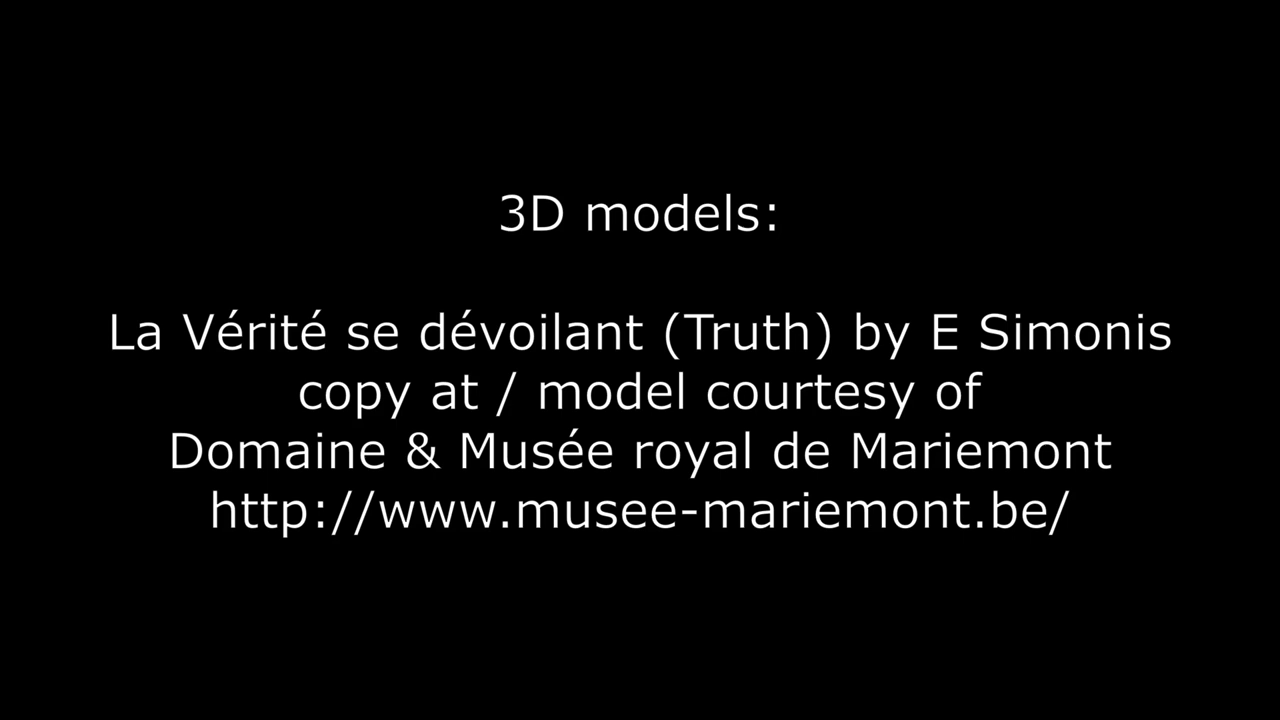 3D models:
La Vérité se dévoilant (Truth) by E Simonis
copy at / model courtesy of
Domaine & Musée royal de Mariemont
http://www.musee-mariemont.be/